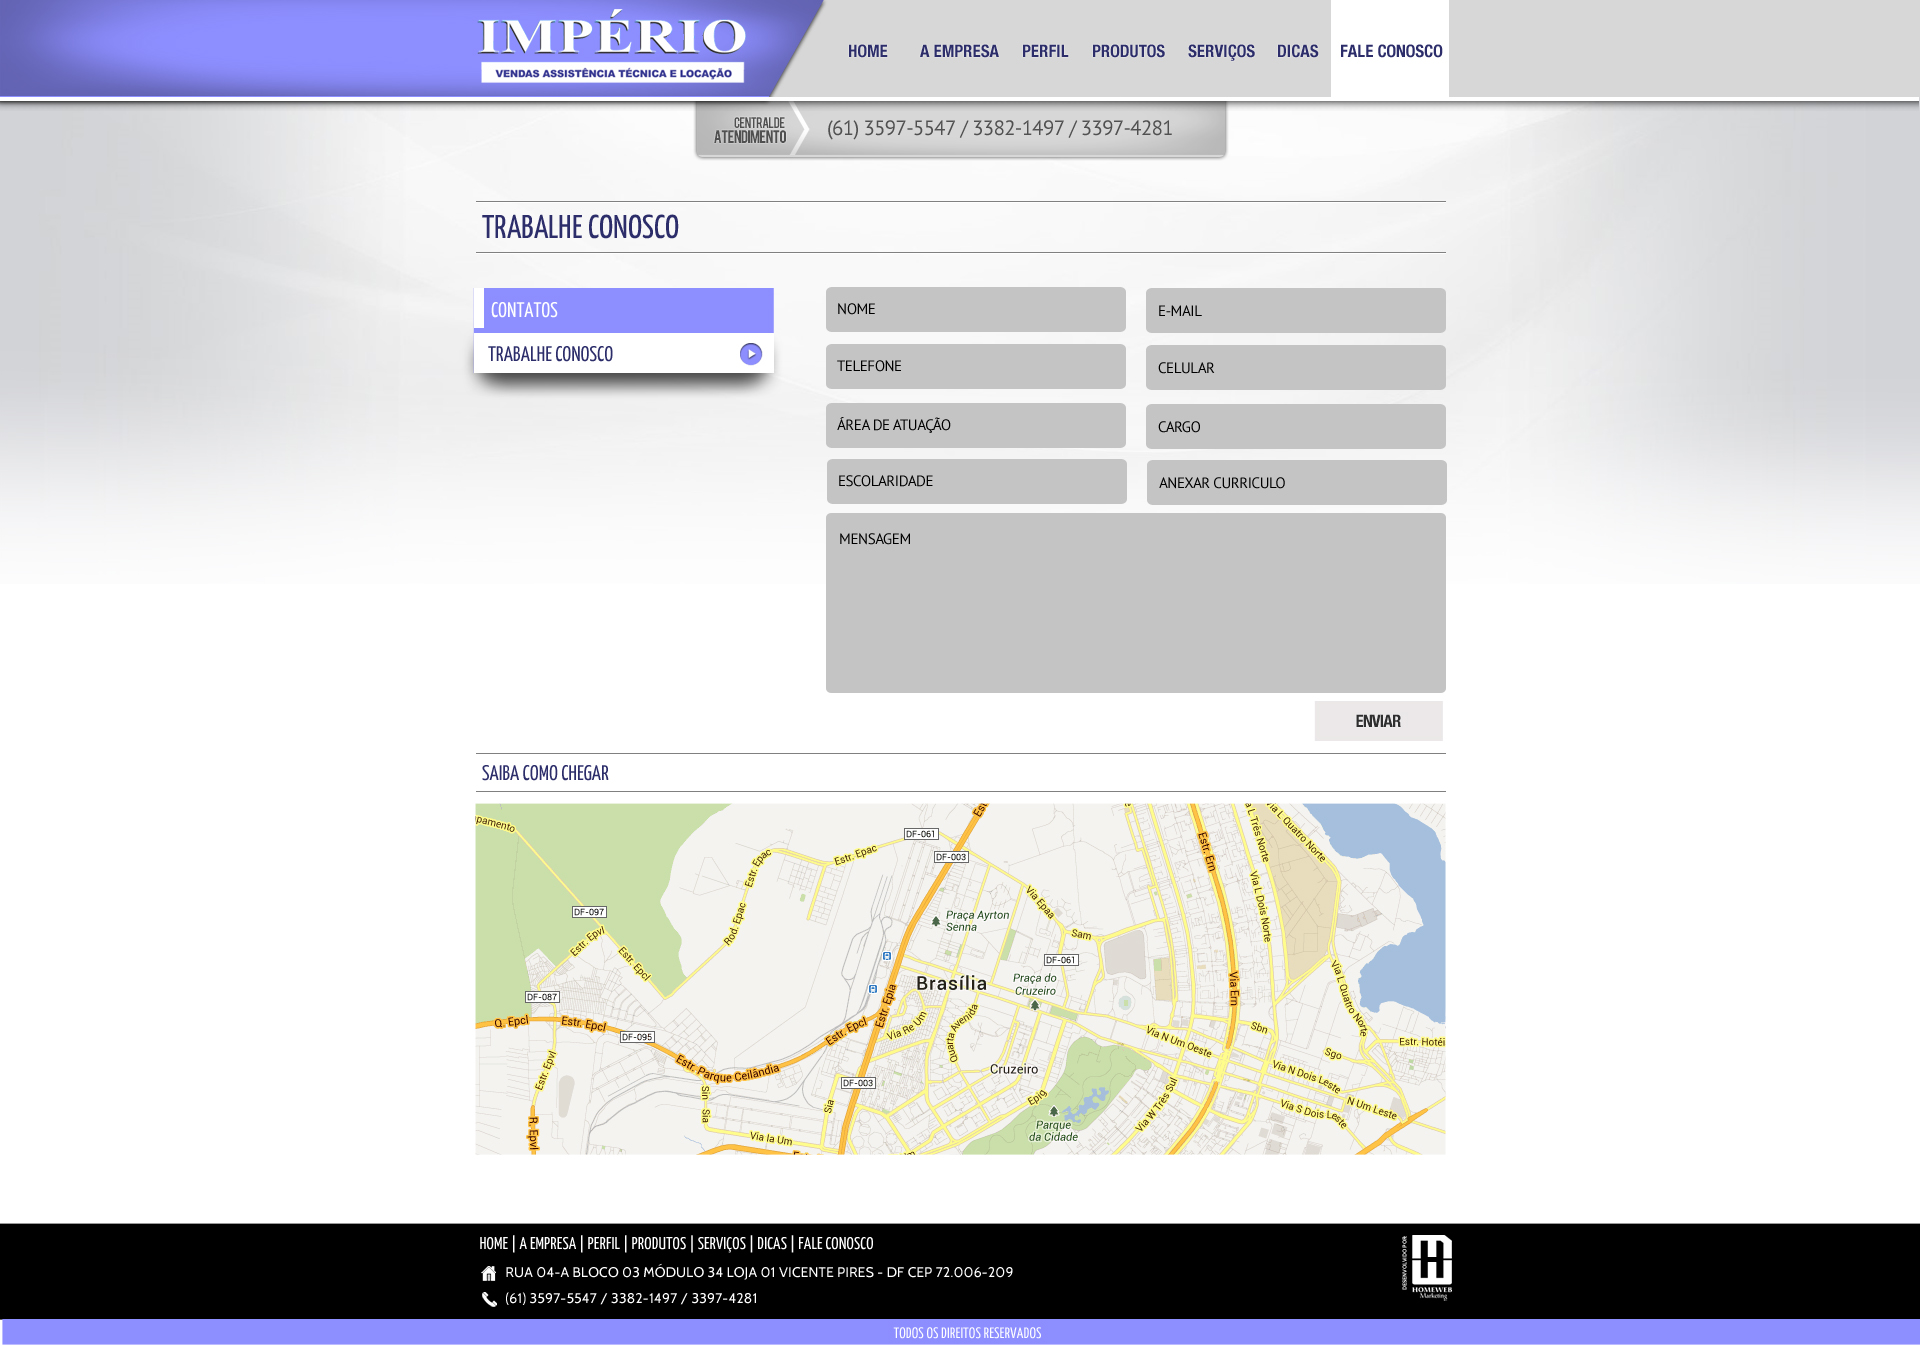 IMPÉRIO
VENDAS ASSISTÊNCIA TÉCNICA E LOCAÇÃO
HOME
A EMPRESA
PERFIL
PRODUTOS
SERVIÇOS
DICAS
FALE CONOSCO
CENTRAL DE
ATENDIMENTO
(61) 3597-5547 / 3382-1497 / 3397-4281
TRABALHE CONOSCO
CONTATOS
TRABALHE CONOSCO
NOME
E-MAIL
TELEFONE
CELULAR
ÁREA DE ATUAÇÃO
CARGO
ESCOLARIDADE
ANEXAR CURRICULO
MENSAGEM
ENVIAR
SAIBA COMO CHEGAR
pamento
DF-061
Estr. Epac
Estr. Epac
DF-003
Estr. Ern
Via L Três Norte
Via L Quatro Norte
Via L Dois Norte
DF-097
Rod. Epac
Praça Ayrton
Senna
Via Epaa
Sam
Estr. Epvl
Estr. Epcl
DF-061
Brasília
Praça do
Cruzeiro
Via Ern
Via L Quatro Norte
DF-087
Q. Epcl
Estr. Epcl
DF-095
Estr. Epcl
Estr. Epia
Via Re Um
Quarta Avenida
Via N Um Oeste
Sbn
Sgo
Estr. Hotéi
Estr. Epvl
Estr. Parque Ceilândia
DF-003
Cruzeiro
Via N Dois Leste
Sin
Sia
Sia
Epig
Via W Três Sul
Via S Dois Leste
N Um Leste
R. Epvl
Via Ia Um
Parque
da Cidade
HOME | A EMPRESA | PERFIL | PRODUTOS | SERVIÇOS | DICAS | FALE CONOSCO
RUA 04-A BLOCO 03 MÓDULO 34 LOJA 01 VICENTE PIRES - DF CEP 72.006-209
(61) 3597-5547 / 3382-1497 / 3397-4281
DESENVOLVIDO POR
HOMEWEB
Marketing
TODOS OS DIREITOS RESERVADOS